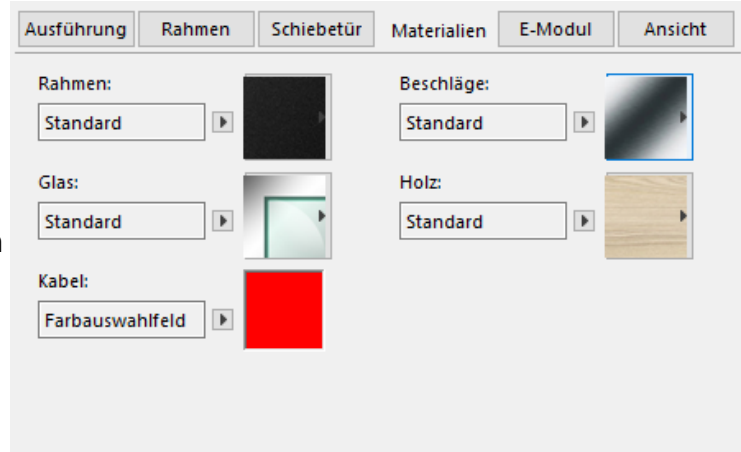 Ausführung Rahmen Schiebetür Materialien E-Modul Ansicht
Rahmen: Beschläge:
Standard Standard
Glas: Holz:
Standard Standard
Kabel:
Farbauswahlfeld